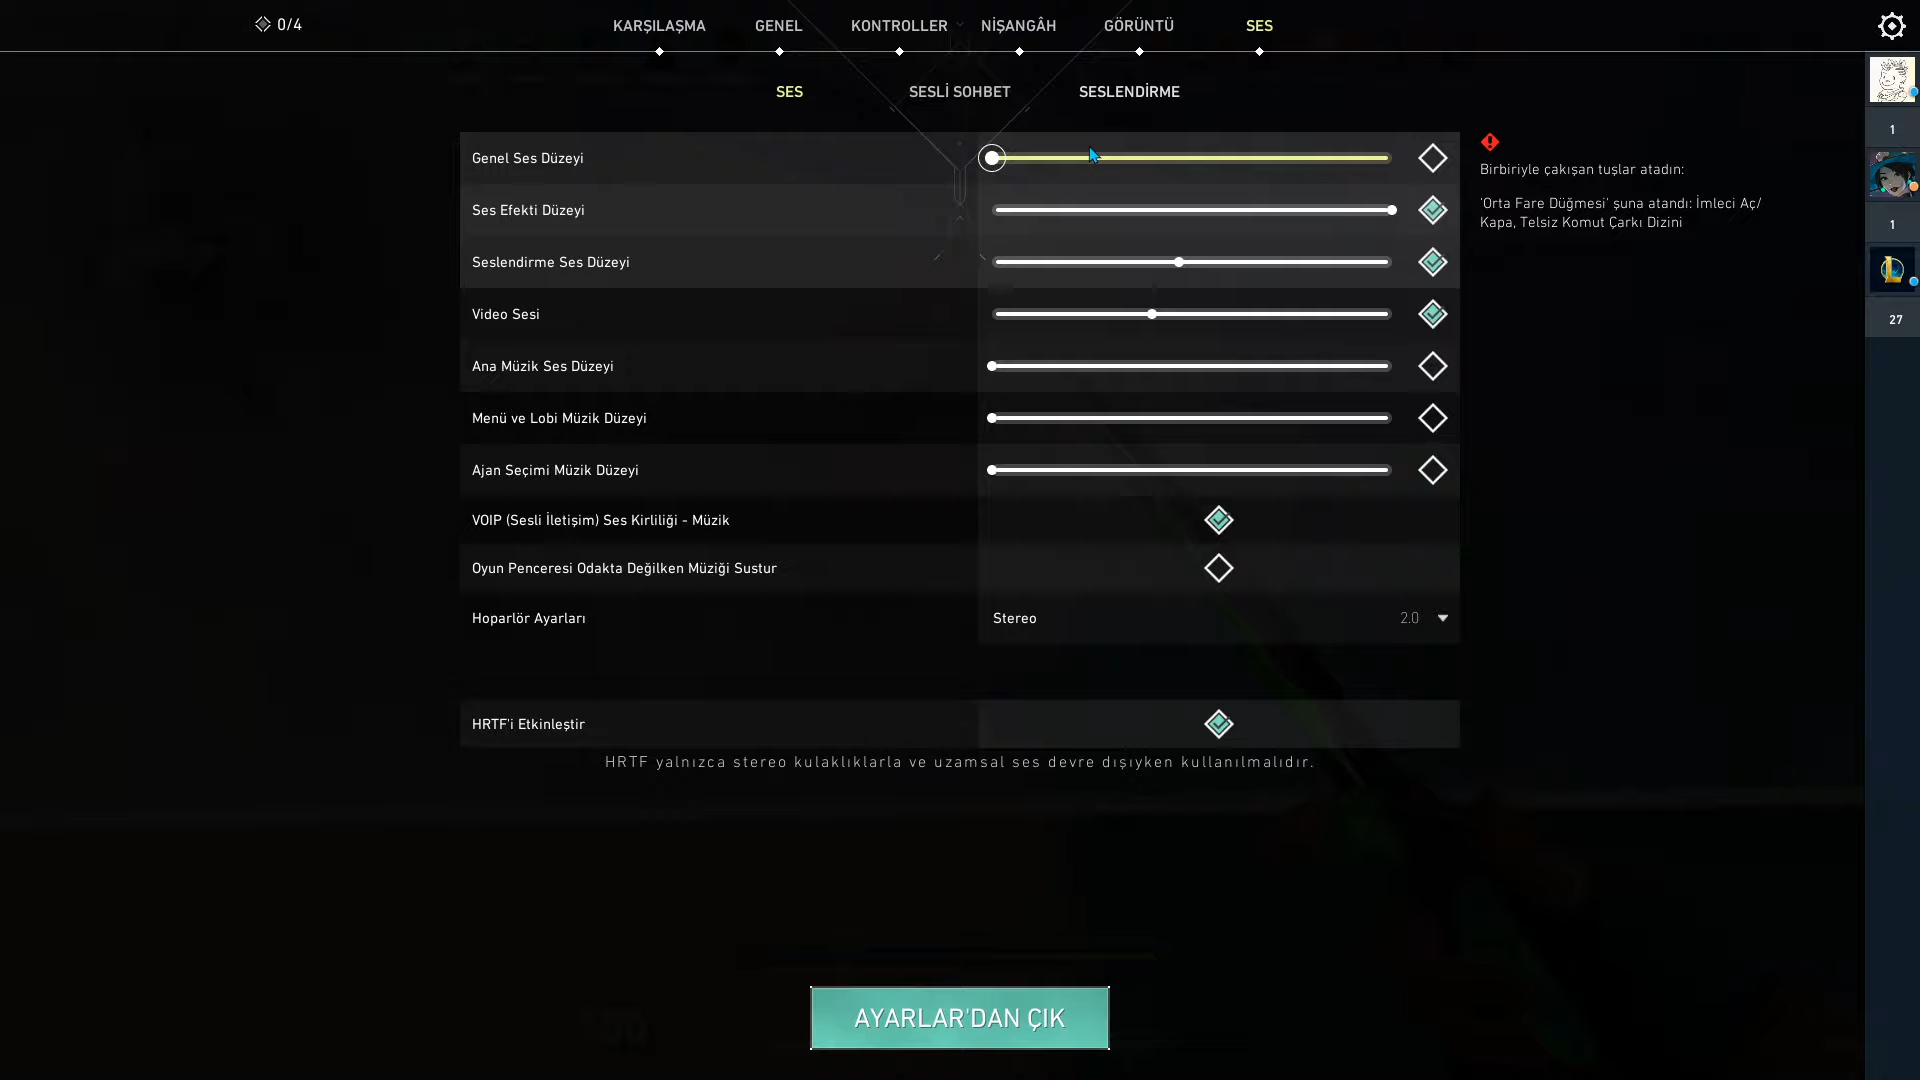 0/4
KARŞILAŞMA
GENEL
KONTROLLER
NİŞANGÂH
GÖRÜNTÜ
SES
SES
SESLİ SOHBET
SESLENDİRME
Genel Ses Düzeyi
Ses Efekti Düzeyi
Seslendirme Ses Düzeyi
Video Sesi
Ana Müzik Ses Düzeyi
Menü ve Lobi Müzik Düzeyi
Ajan Seçimi Müzik Düzeyi
VOIP (Sesli İletişim) Ses Kirliliği - Müzik
Oyun Penceresi Odakta Değilken Müziği Sustur
Hoparlör Ayarları
Stereo
2.0
HRTF'i Etkinleştir
HRTF yalnızca stereo kulaklıklarla ve uzamsal ses devre dışıyken kullanılmalıdır.
AYARLAR'DAN ÇIK
Birbiriyle çakışan tuşlar atadın:
'Orta Fare Düğmesi' şuna atandı: İmleci Aç/
Kapa, Telsiz Komut Çarkı Dizini
1
1
27